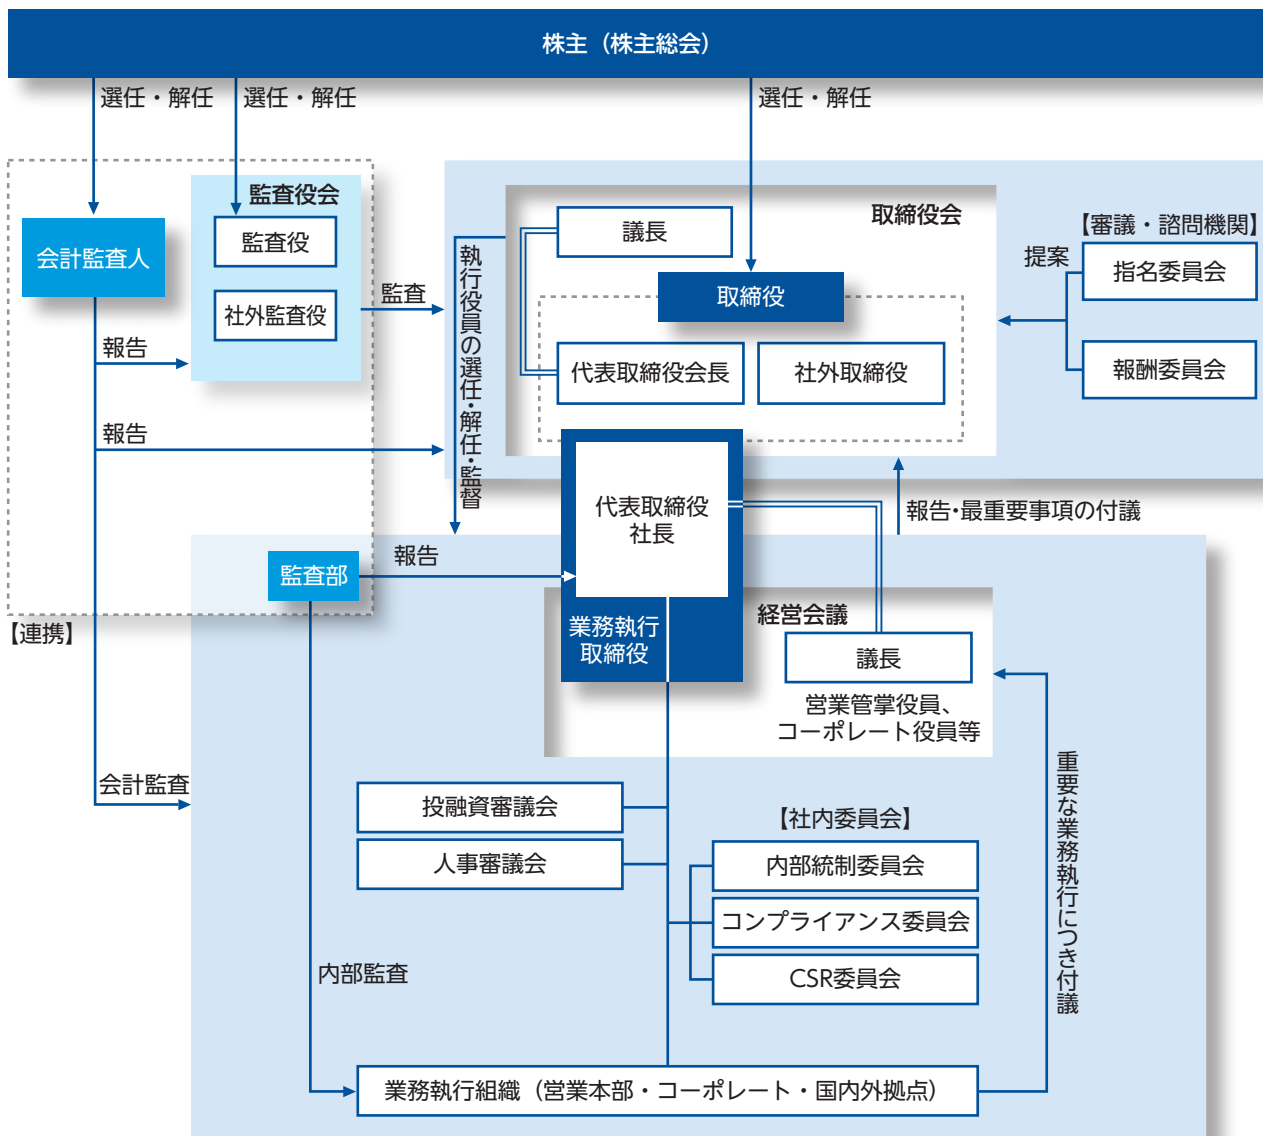 株主（株主総会）
選任・解任
選任・解任
選任・解任
監査役会
監査役
社外監査役
会計監査人
監査
報告
報告
執行役員の選任・解任・監督
取締役会
議長
取締役
代表取締役会長
社外取締役
【審議・諮問機関】
提案
指名委員会
報酬委員会
代表取締役
社長
報告・最重要事項の付議
監査部
報告
【連携】
業務執行
取締役
経営会議
議長
営業管掌役員、
コーポレート役員等
会計監査
投融資審議会
人事審議会
【社内委員会】
内部統制委員会
コンプライアンス委員会
CSR委員会
重要な業務執行につき付議
内部監査
業務執行組織（営業本部・コーポレート・国内外拠点）